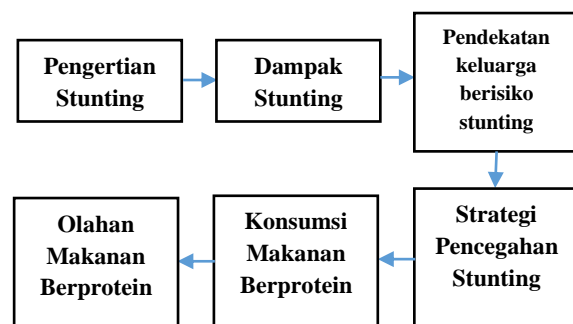 Pengertian
Stunting
Dampak
Stunting
Pendekatan
keluarga
berisiko
stunting
Strategi
Pencegahan
Stunting
Konsumsi
Makanan
Berprotein
Olahan
Makanan
Berprotein